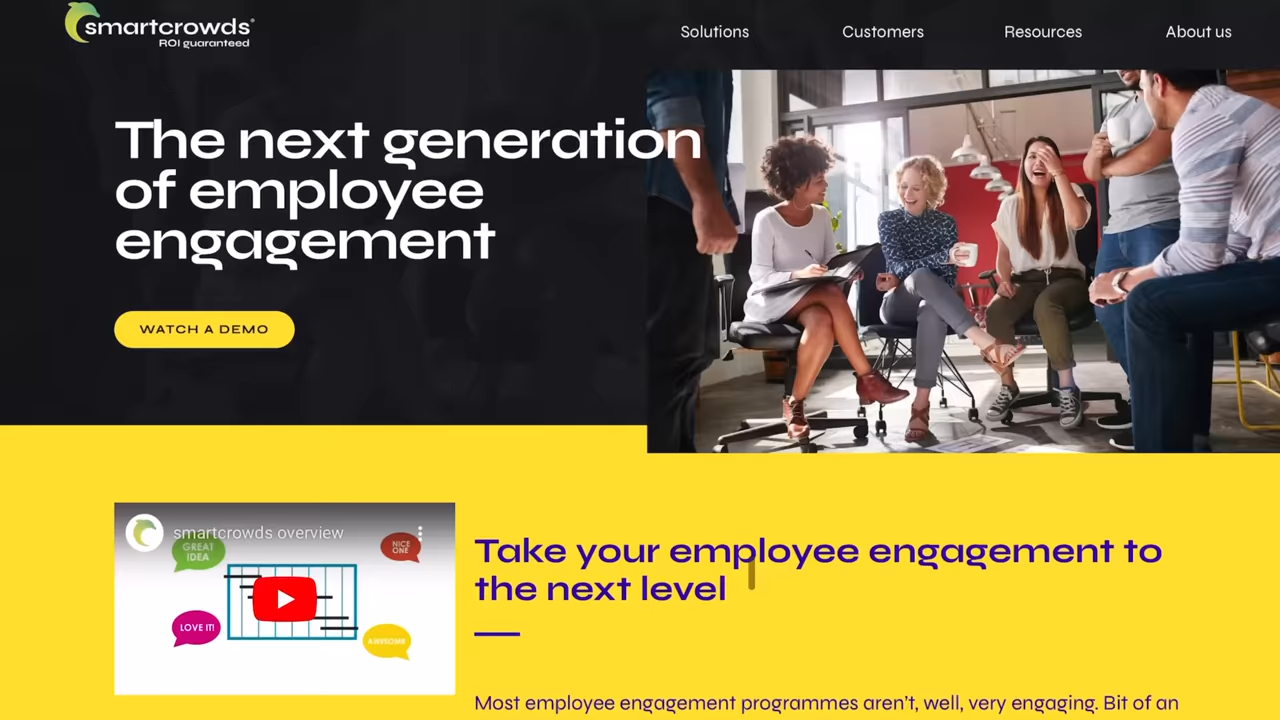 smartcrowds®
ROI guaranteed
Solutions
Customers
Resources
About us
The next generation
of employee
engagement
WATCH A DEMO
smartcrowds overview
GREAT
IDEA
NICE
ONE
LOVE IT!
AWESOME
Take your employee engagement to
the next level
Most employee engagement programmes aren't, well, very engaging. Bit of an